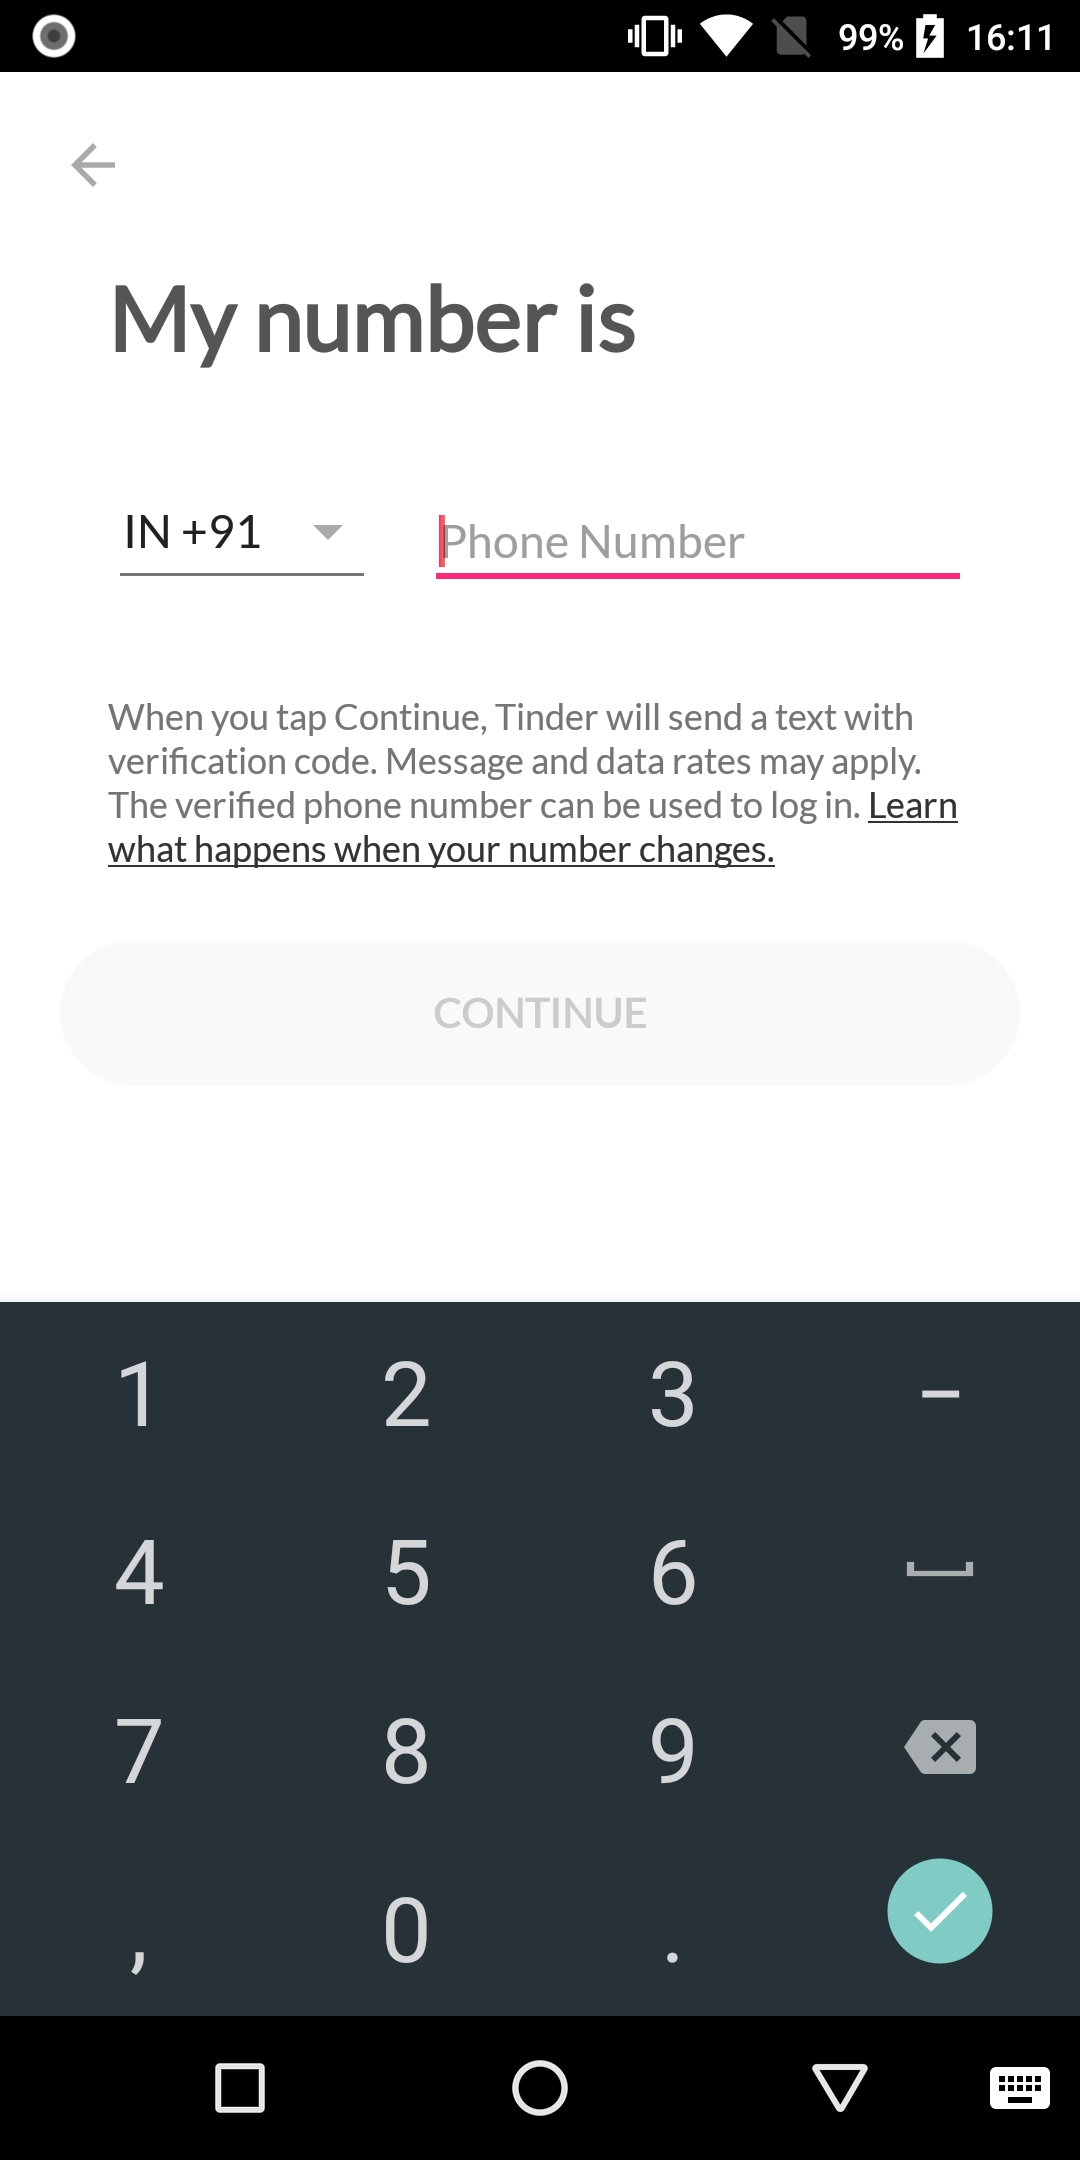 99% 16:11
My number is
IN +91
Phone Number
When you tap Continue, Tinder will send a text with
verification code. Message and data rates may apply.
The verified phone number can be used to log in. Learn
what happens when your number changes.
CONTINUE
1 2 3 -
4 5 6
7 8 9
, 0 .